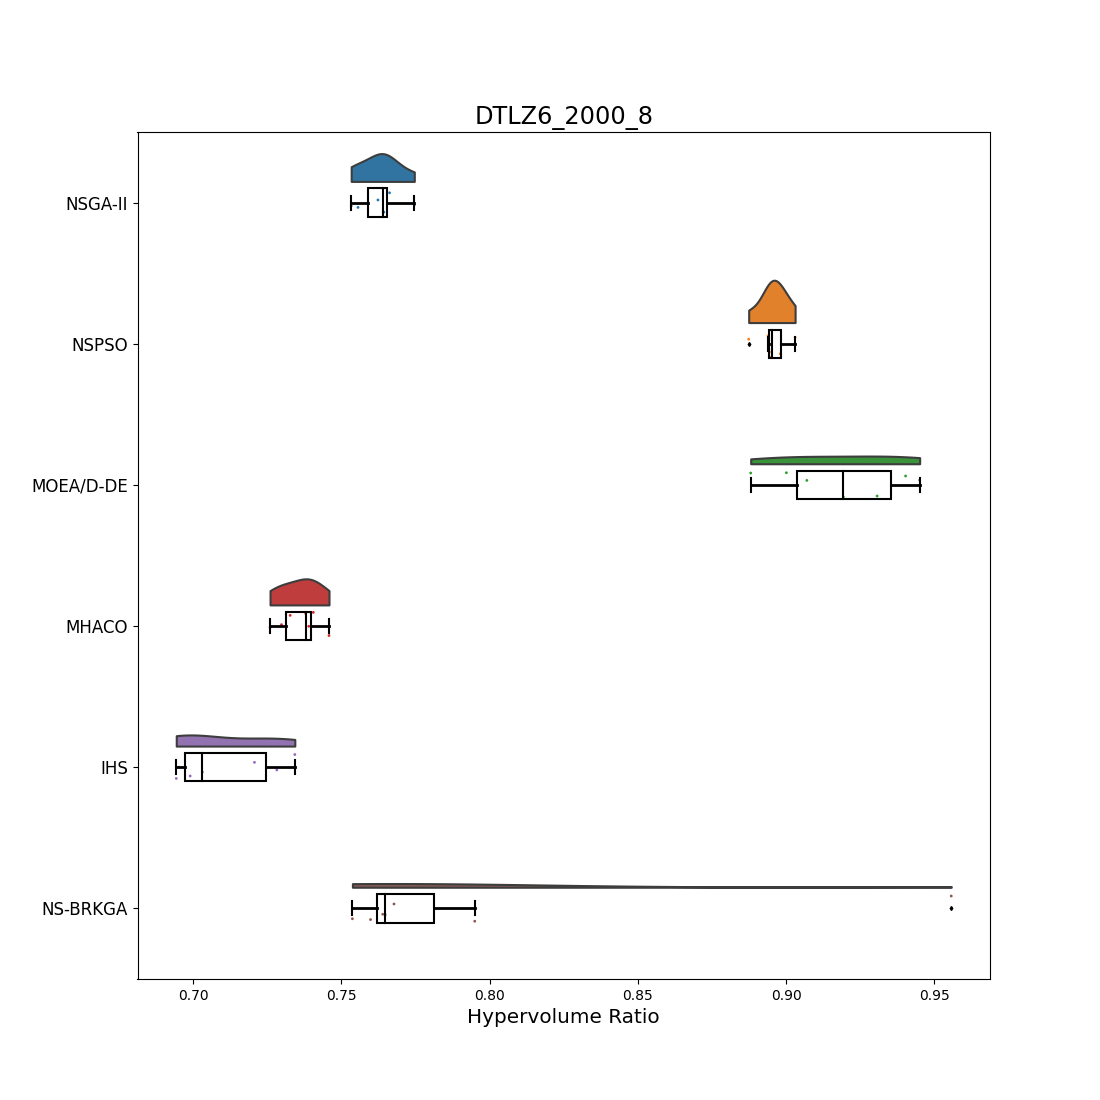 DTLZ6_2000_8
NSGA-II
NSPSO
MOEA/D-DE
MHACO
IHS
NS-BRKGA
0.70 0.75 0.80 0.85 0.90 0.95
Hypervolume Ratio